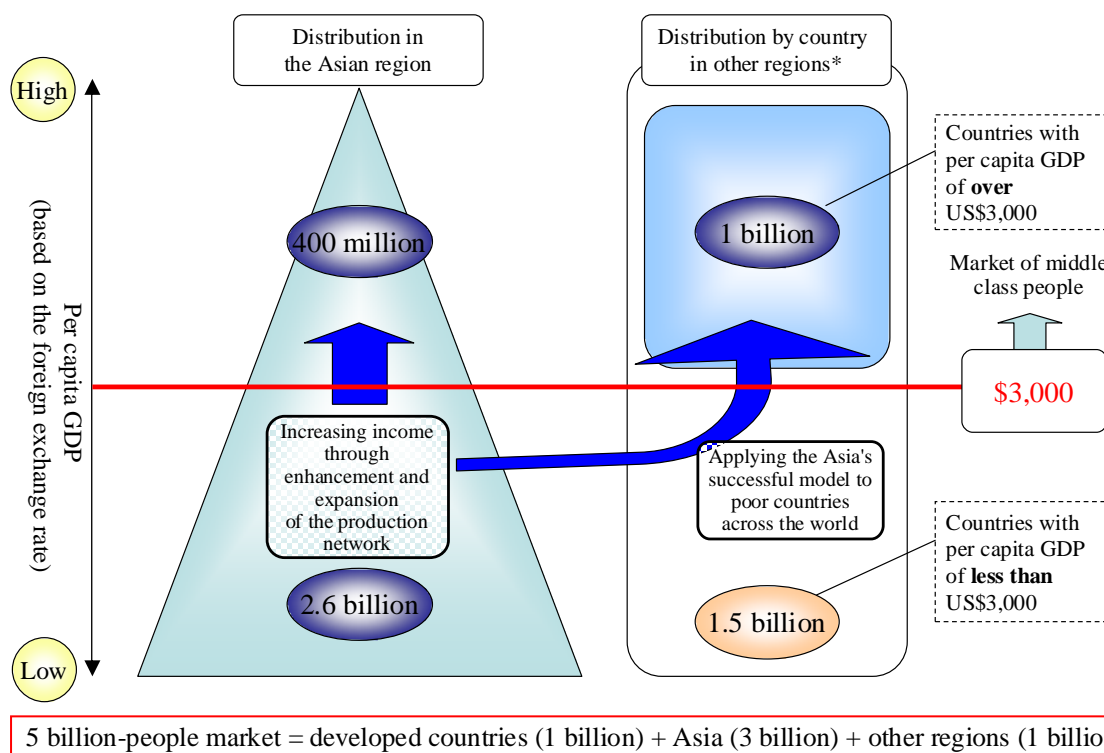 Distribution in
the Asian region
Distribution by country
in other regions*
High
Countries with
per capita GDP
of over
US$3,000
400 million
1 billion
Market of middle
class people
Per capita GDP
(based on the foreign exchange rate)
$3,000
Increasing income
through
enhancement and
expansion
of the production
network
Applying the Asia's
successful model to
poor countries
across the world
Countries with
per capita GDP
of less than
US$3,000
2.6 billion
1.5 billion
Low
5 billion-people market = developed countries (1 billion) + Asia (3 billion) + other regions (1 billio